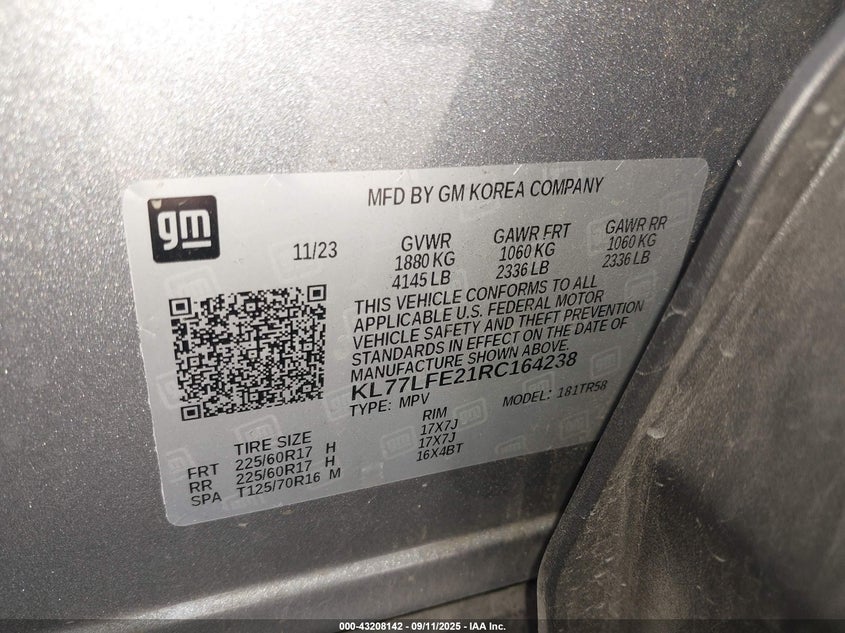 gm
MFD BY GM KOREA COMPANY
11/23
GVWR
1880 KG
4145 LB
GAWR FRT
1060 KG
2336 LB
GAWR RR
1060 KG
2336 LB
THIS VEHICLE CONFORMS TO ALL
APPLICABLE U.S. FEDERAL MOTOR
VEHICLE SAFETY AND THEFT PREVENTION
STANDARDS IN EFFECT ON THE DATE OF
MANUFACTURE SHOWN ABOVE.
KL77LFE21RC164238
TYPE: MPV MODEL: 181TR58
TIRE SIZE RIM
FRT 225/60R17 H 17X7J
RR 225/60R17 H 17X7J
SPA T125/70R16 M 16X4BT
000-43208142 - 09/11/2025 - IAA Inc.